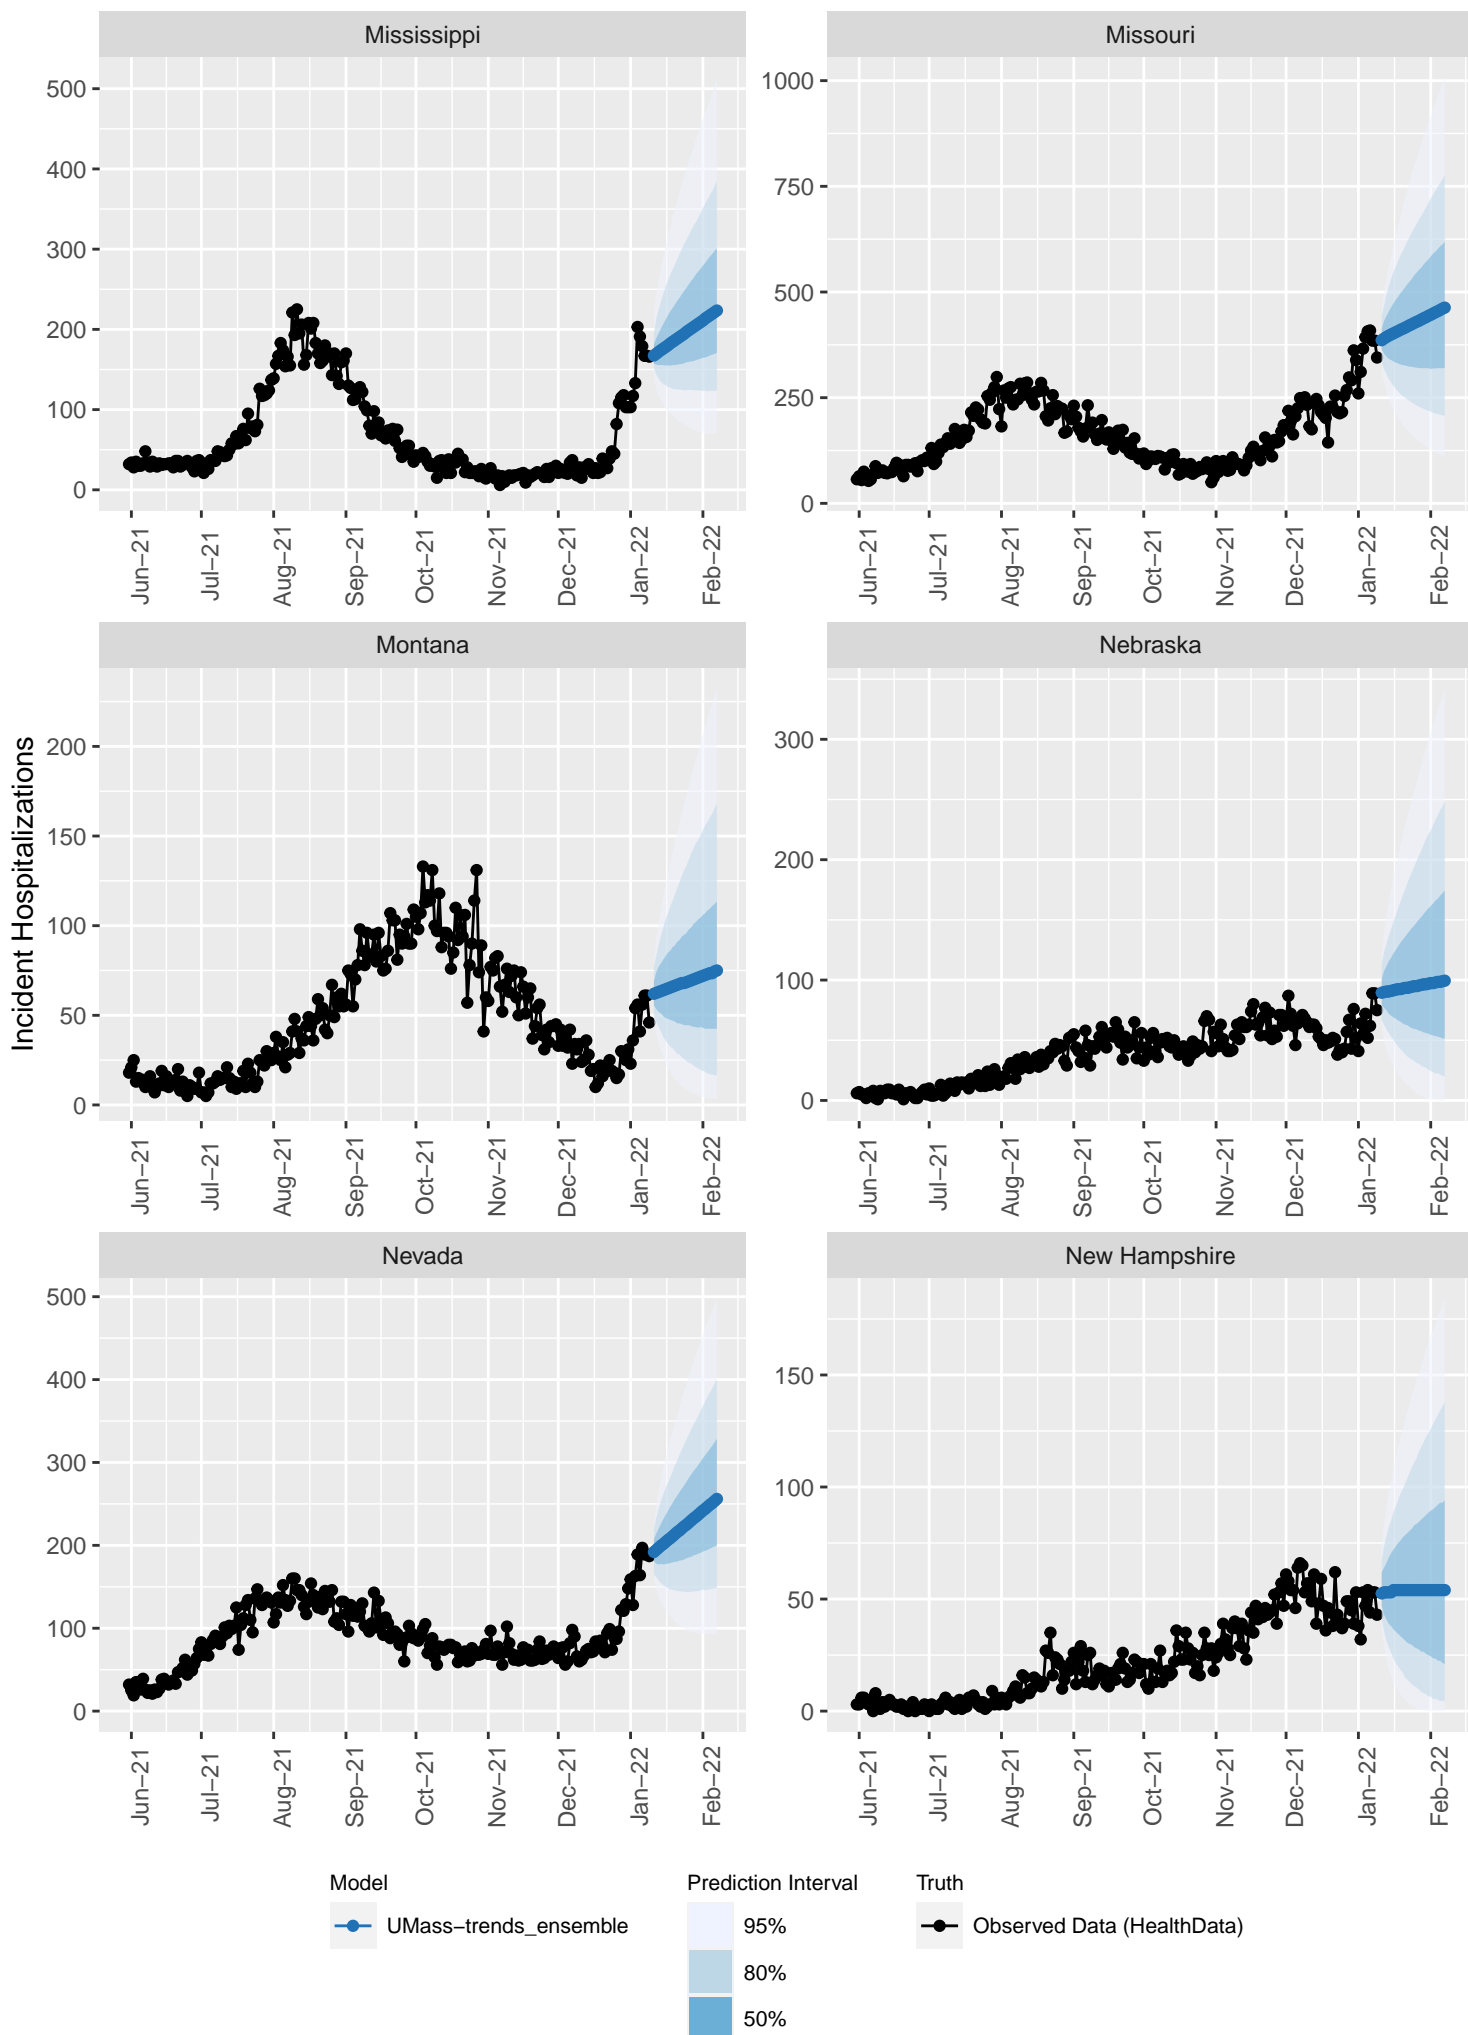 Mississippi
Missouri
500
400
300
200
100
0
1000
750
500
250
0
Jun−21
Jul−21
Aug−21
Sep−21
Oct−21
Nov−21
Dec−21
Jan−22
Feb−22
Jun−21
Jul−21
Aug−21
Sep−21
Oct−21
Nov−21
Dec−21
Jan−22
Feb−22
Incident Hospitalizations
Montana
Nebraska
200
150
100
50
0
300
200
100
0
Jun−21
Jul−21
Aug−21
Sep−21
Oct−21
Nov−21
Dec−21
Jan−22
Feb−22
Jun−21
Jul−21
Aug−21
Sep−21
Oct−21
Nov−21
Dec−21
Jan−22
Feb−22
Nevada
New Hampshire
500
400
300
200
100
0
150
100
50
0
Jun−21
Jul−21
Aug−21
Sep−21
Oct−21
Nov−21
Dec−21
Jan−22
Feb−22
Jun−21
Jul−21
Aug−21
Sep−21
Oct−21
Nov−21
Dec−21
Jan−22
Feb−22
Model
UMass−trends_ensemble
Prediction Interval
95%
80%
50%
Truth
Observed Data (HealthData)